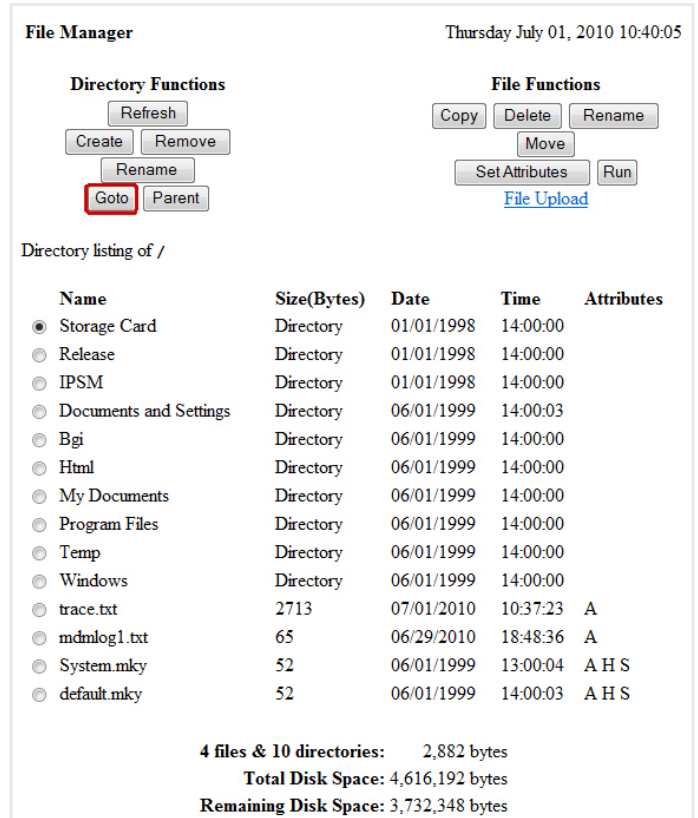 File Manager Thursday July 01, 2010 10:40:05
Directory Functions File Functions
Refresh Copy Delete Rename
Create Remove Move
Rename Set Attributes Run
Goto Parent File Upload
Directory listing of /
Name Size(Bytes) Date Time Attributes
Storage Card Directory 01/01/1998 14:00:00
Release Directory 01/01/1998 14:00:00
IPSM Directory 01/01/1998 14:00:00
Documents and Settings Directory 06/01/1999 14:00:03
Bgi Directory 06/01/1999 14:00:00
Html Directory 06/01/1999 14:00:00
My Documents Directory 06/01/1999 14:00:00
Program Files Directory 06/01/1999 14:00:00
Temp Directory 06/01/1999 14:00:00
Windows Directory 06/01/1999 14:00:00
trace.txt 2713 07/01/2010 10:37:23 A
mdmlog1.txt 65 06/29/2010 18:48:36 A
System.mky 52 06/01/1999 13:00:04 A H S
default.mky 52 06/01/1999 14:00:03 A H S
4 files & 10 directories: 2,882 bytes
Total Disk Space: 4,616,192 bytes
Remaining Disk Space: 3,732,348 bytes